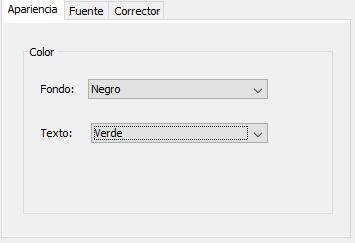 Apariencia Fuente Corrector
Color
Fondo: Negro
Texto: Verde